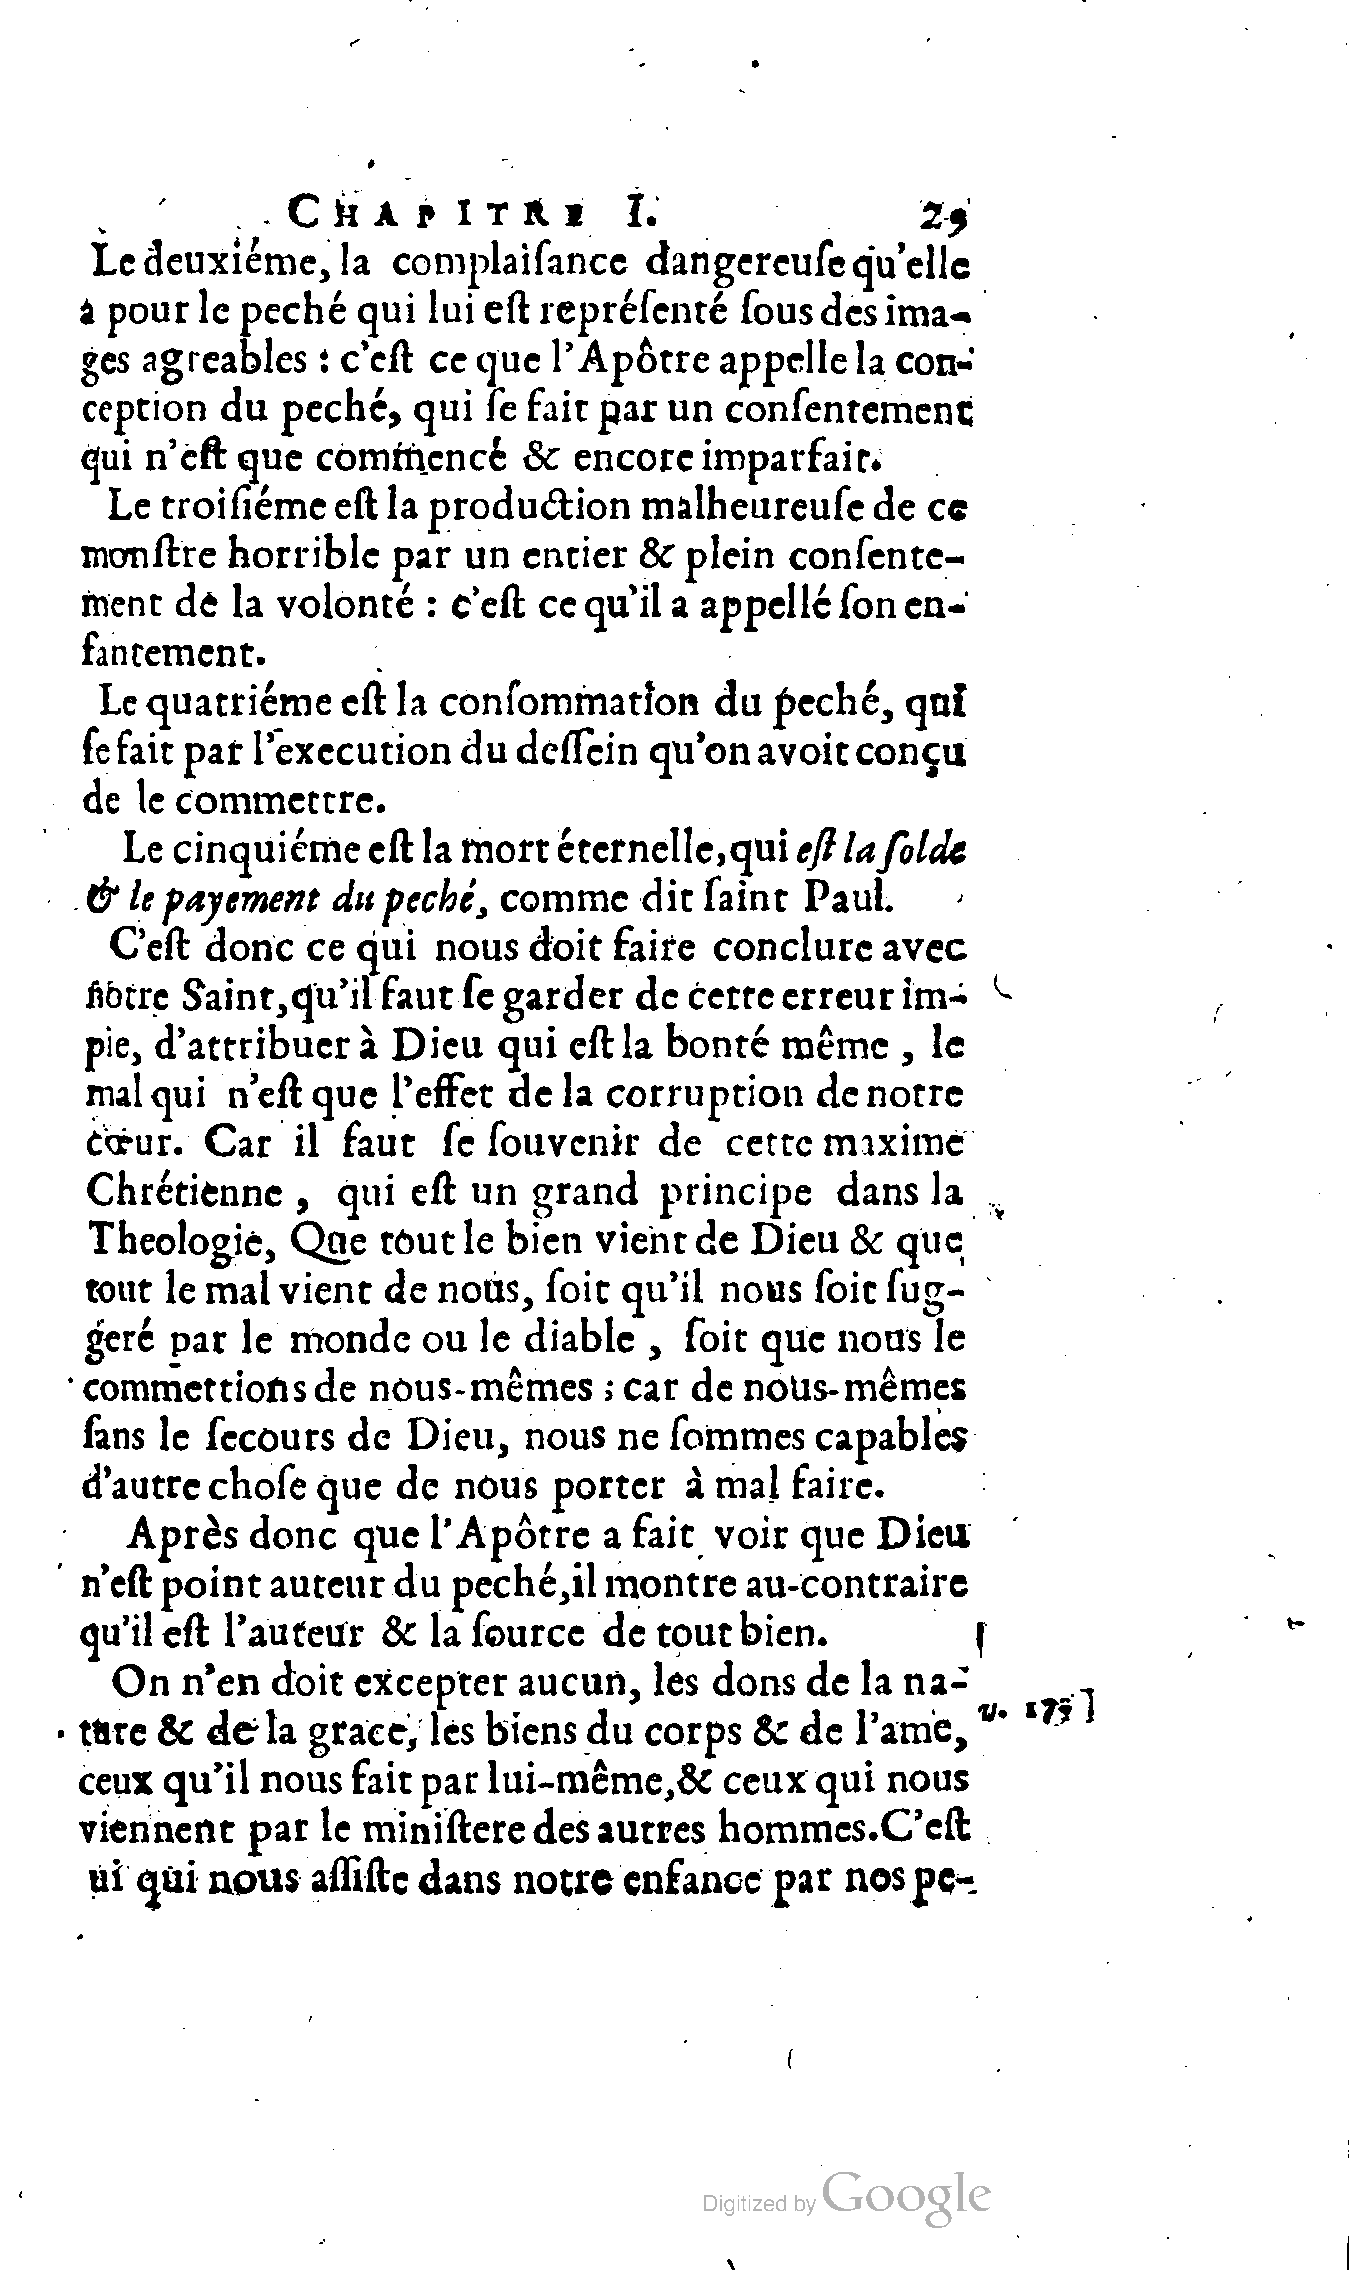 CHAPITRE I. 29
Le deuxiéme, la complaiſance dangereuſe qu'elle
a pour le peché qui lui eſt repréſenté ſous des ima-
ges agreables : c'eſt ce que l'Apôtre appelle la con-
ception du peché, qui ſe fait par un conſentement
qui n'eſt que commencé & encore imparfait.
Le troiſiéme eſt la production malheureuſe de ce
monſtre horrible par un entier & plein conſente-
ment de la volonté : c'eſt ce qu'il a appellé ſon en-
fantement.
Le quatriéme eſt la conſommation du peché, qui
ſe fait par l'execution du deſſein qu'on avoit conçu
de le commettre.
Le cinquiéme eſt la mort éternelle, qui eſt la ſolde
& le payement du peché, comme dit ſaint Paul.
C'eſt donc ce qui nous doit faire conclure avec
nôtre Saint, qu'il faut ſe garder de cette erreur im-
pie, d'attribuer à Dieu qui eſt la bonté même , le
mal qui n'eſt que l'effet de la corruption de notre
cœur. Car il faut ſe ſouvenir de cette maxime
Chrétienne , qui eſt un grand principe dans la
Theologie, Que tout le bien vient de Dieu & que
tout le mal vient de nous, ſoit qu'il nous ſoit ſug-
geré par le monde ou le diable , ſoit que nous le
commettions de nous-mêmes ; car de nous-mêmes
ſans le ſecours de Dieu, nous ne ſommes capables
d'autre choſe que de nous porter à mal faire.
Après donc que l'Apôtre a fait voir que Dieu
n'eſt point auteur du peché, il montre au-contraire
qu'il eſt l'auteur & la ſource de tout bien.
On n'en doit excepter aucun, les dons de la na-
ture & de la grace, les biens du corps & de l'ame,
v. 17.]
ceux qu'il nous fait par lui-même, & ceux qui nous
viennent par le miniſtere des autres hommes. C'eſt
ui qui nous aſſiſte dans notre enfance par nos pe-
Digitized by Google